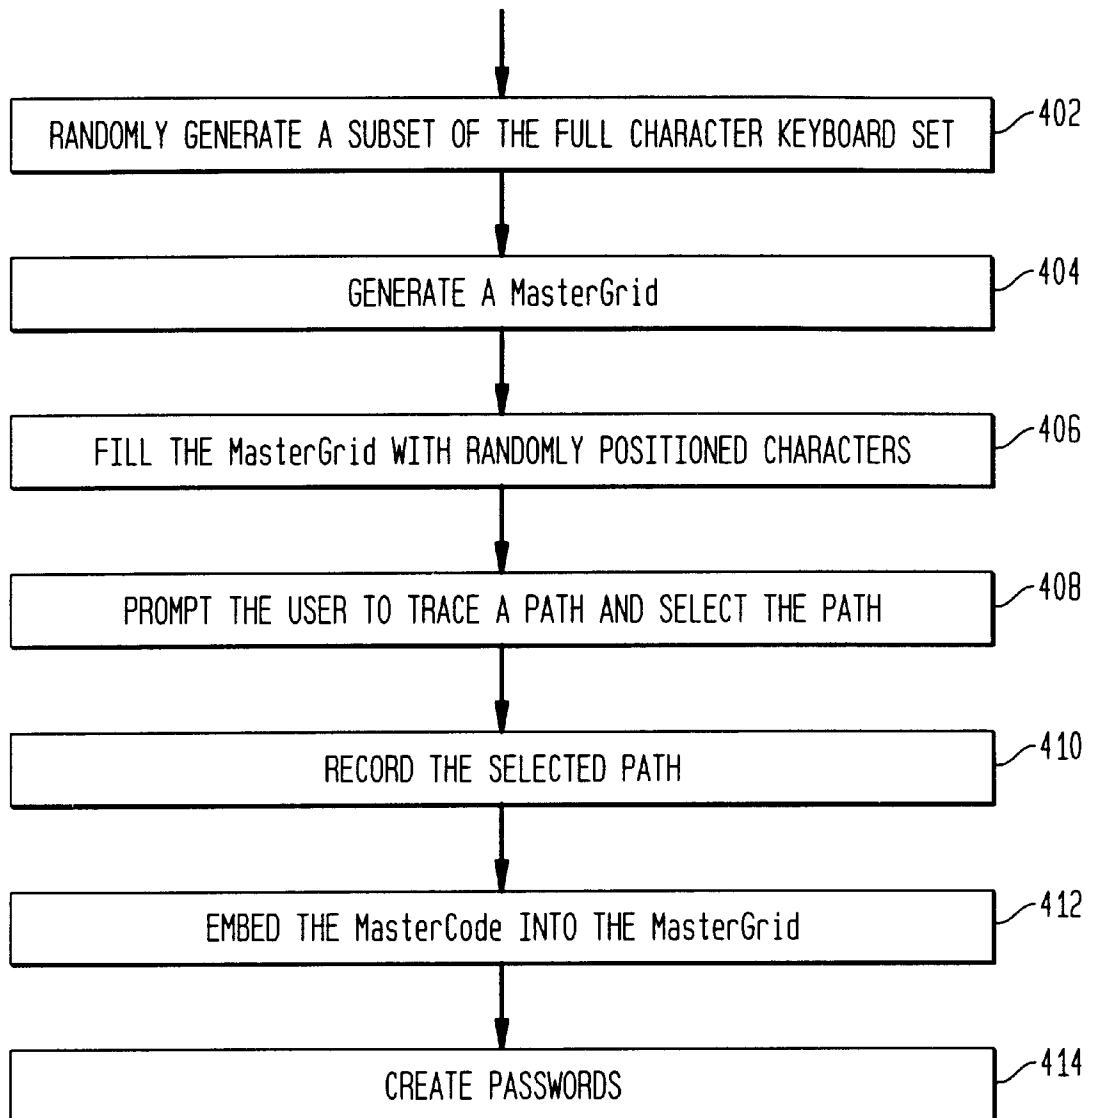 RANDOMLY GENERATE A SUBSET OF THE FULL CHARACTER KEYBOARD SET 402
GENERATE A MasterGrid 404
FILL THE MasterGrid WITH RANDOMLY POSITIONED CHARACTERS 406
PROMPT THE USER TO TRACE A PATH AND SELECT THE PATH 408
RECORD THE SELECTED PATH 410
EMBED THE MasterCode INTO THE MasterGrid 412
CREATE PASSWORDS 414